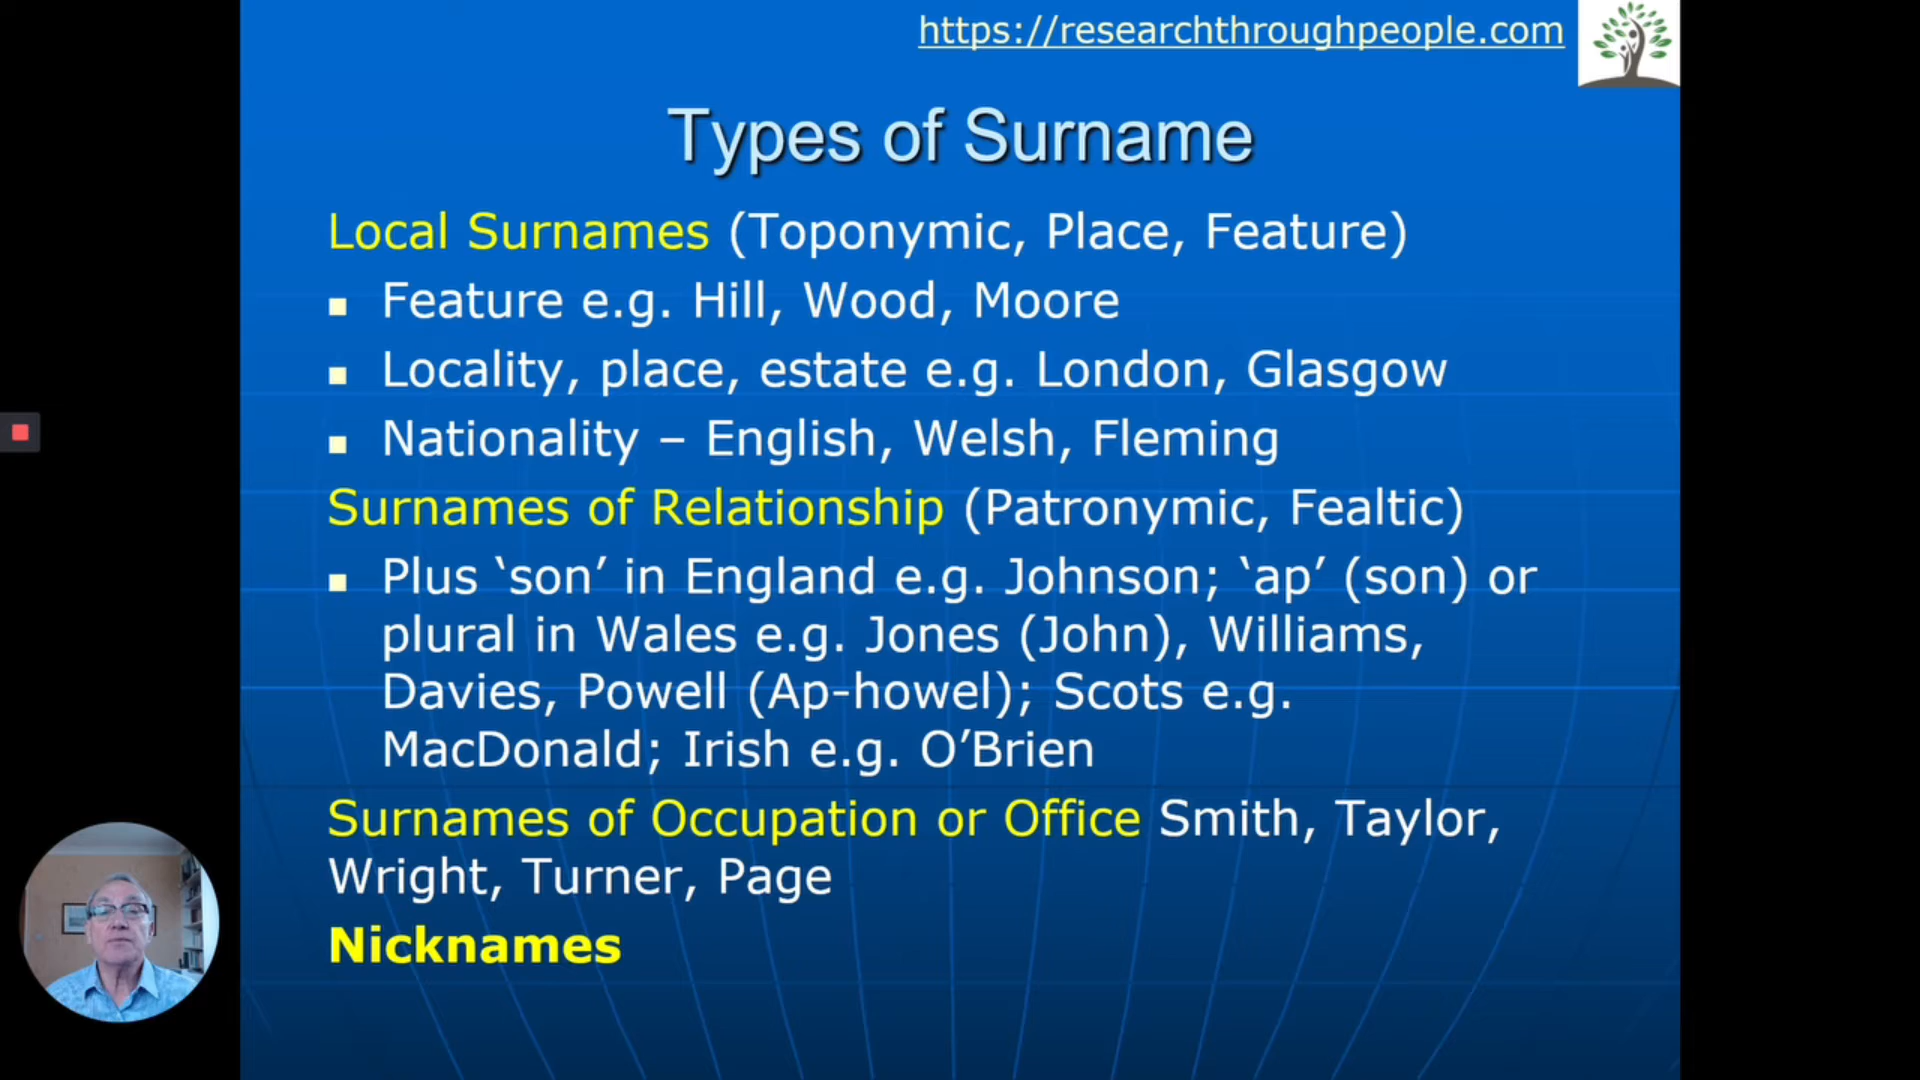 https://researchthroughpeople.com
Types of Surname
Local Surnames (Toponymic, Place, Feature)
Feature e.g. Hill, Wood, Moore
Locality, place, estate e.g. London, Glasgow
Nationality – English, Welsh, Fleming
Surnames of Relationship (Patronymic, Fealtic)
Plus ‘son’ in England e.g. Johnson; ‘ap’ (son) or
plural in Wales e.g. Jones (John), Williams,
Davies, Powell (Ap-howel); Scots e.g.
MacDonald; Irish e.g. O’Brien
Surnames of Occupation or Office Smith, Taylor,
Wright, Turner, Page
Nicknames